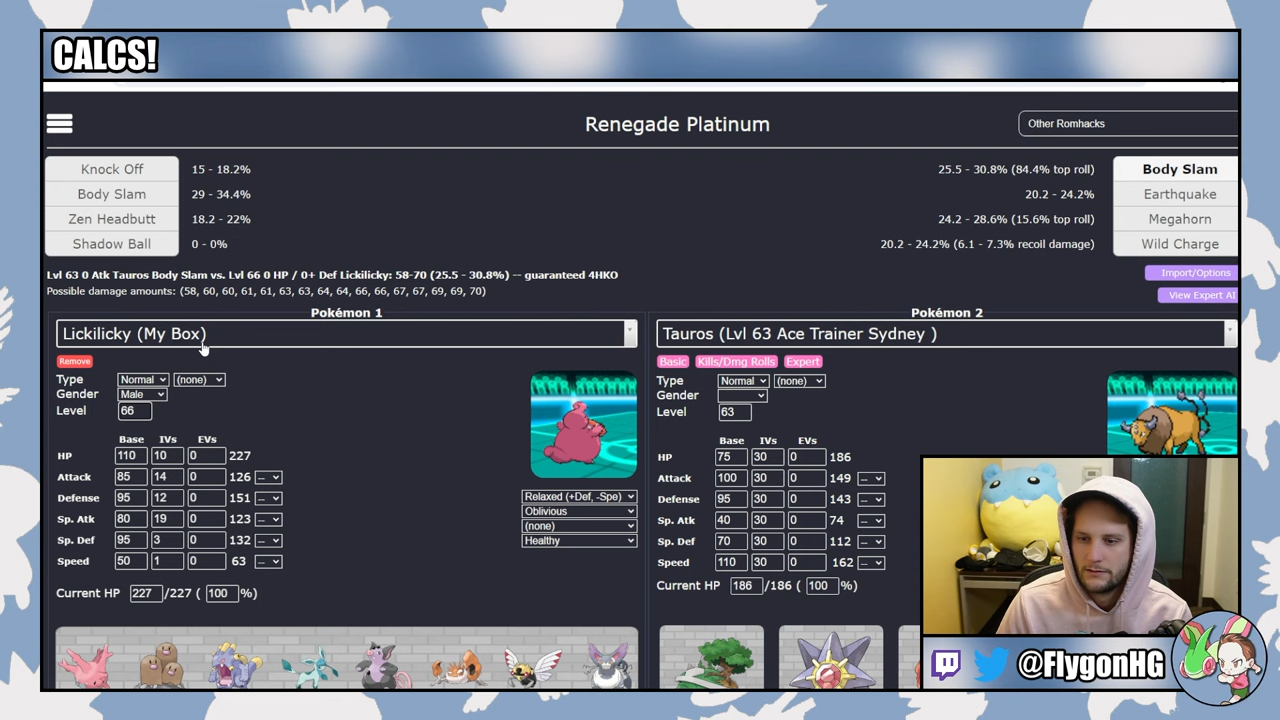 CALCS!
Renegade Platinum
Other Romhacks
Knock Off 15 - 18.2%
Body Slam 29 - 34.4%
Zen Headbutt 18.2 - 22%
Shadow Ball 0 - 0%
25.5 - 30.8% (84.4% top roll) Body Slam
20.2 - 24.2% Earthquake
24.2 - 28.6% (15.6% top roll) Megahorn
20.2 - 24.2% (6.1 - 7.3% recoil damage) Wild Charge
Lvl 63 0 Atk Tauros Body Slam vs. Lvl 66 0 HP / 0+ Def Lickilicky: 58-70 (25.5 - 30.8%) -- guaranteed 4HKO
Possible damage amounts: (58, 60, 60, 61, 61, 63, 63, 64, 64, 66, 66, 67, 67, 69, 69, 70)
Import/Options
View Expert AI
Pokémon 1
Lickilicky (My Box)
Remove
Type Normal (none)
Gender Male
Level 66
Base IVs EVs
HP 110 10 0 227
Attack 85 14 0 126 --
Defense 95 12 0 151 --
Sp. Atk 80 19 0 123 --
Sp. Def 95 3 0 132 --
Speed 50 1 0 63 --
Relaxed (+Def, -Spe)
Oblivious
(none)
Healthy
Current HP 227 /227 ( 100 %)
Pokémon 2
Tauros (Lvl 63 Ace Trainer Sydney )
Basic Kills/Dmg Rolls Expert
Type Normal (none)
Gender
Level 63
Base IVs EVs
HP 75 30 0 186
Attack 100 30 0 149 --
Defense 95 30 0 143 --
Sp. Atk 40 30 0 74 --
Sp. Def 70 30 0 112 --
Speed 110 30 0 162 --
Current HP 186 /186 ( 100 %)
@FlygonHG